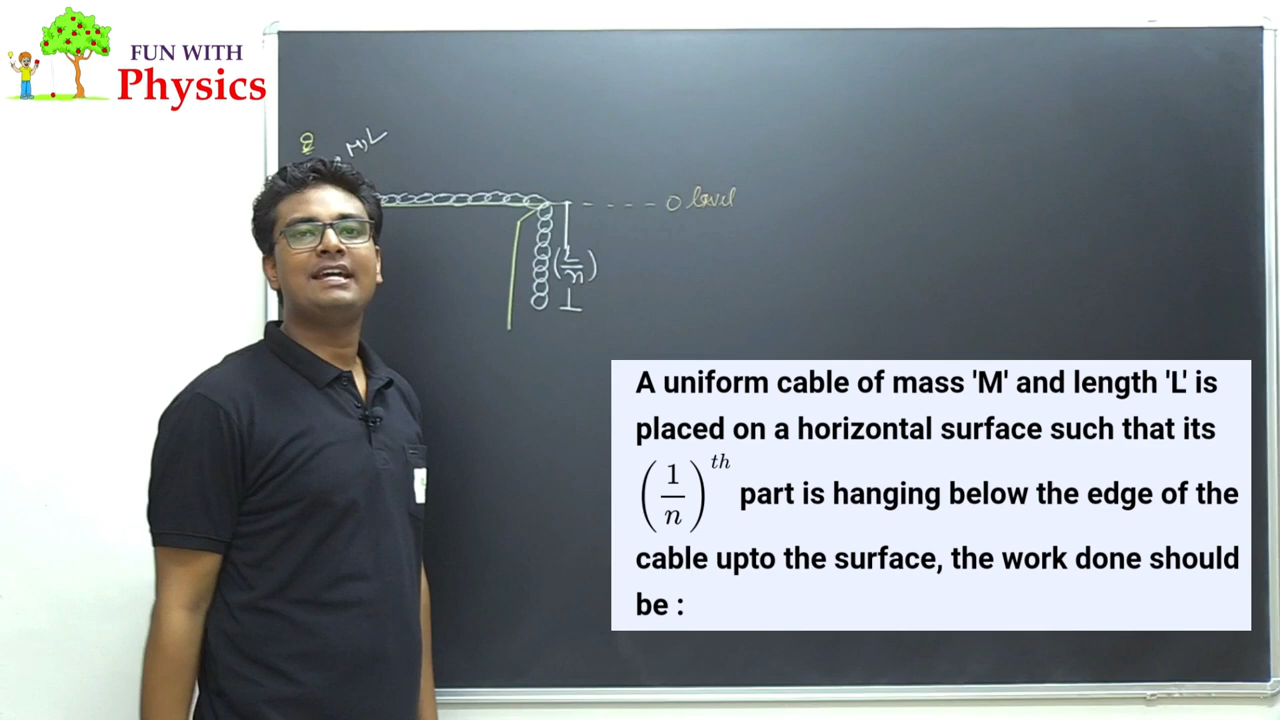 FUN WITH
Physics
M, L
0 level
(L/n)
A uniform cable of mass 'M' and length 'L' is
placed on a horizontal surface such that its
(1/n)^th part is hanging below the edge of the
cable upto the surface, the work done should
be :